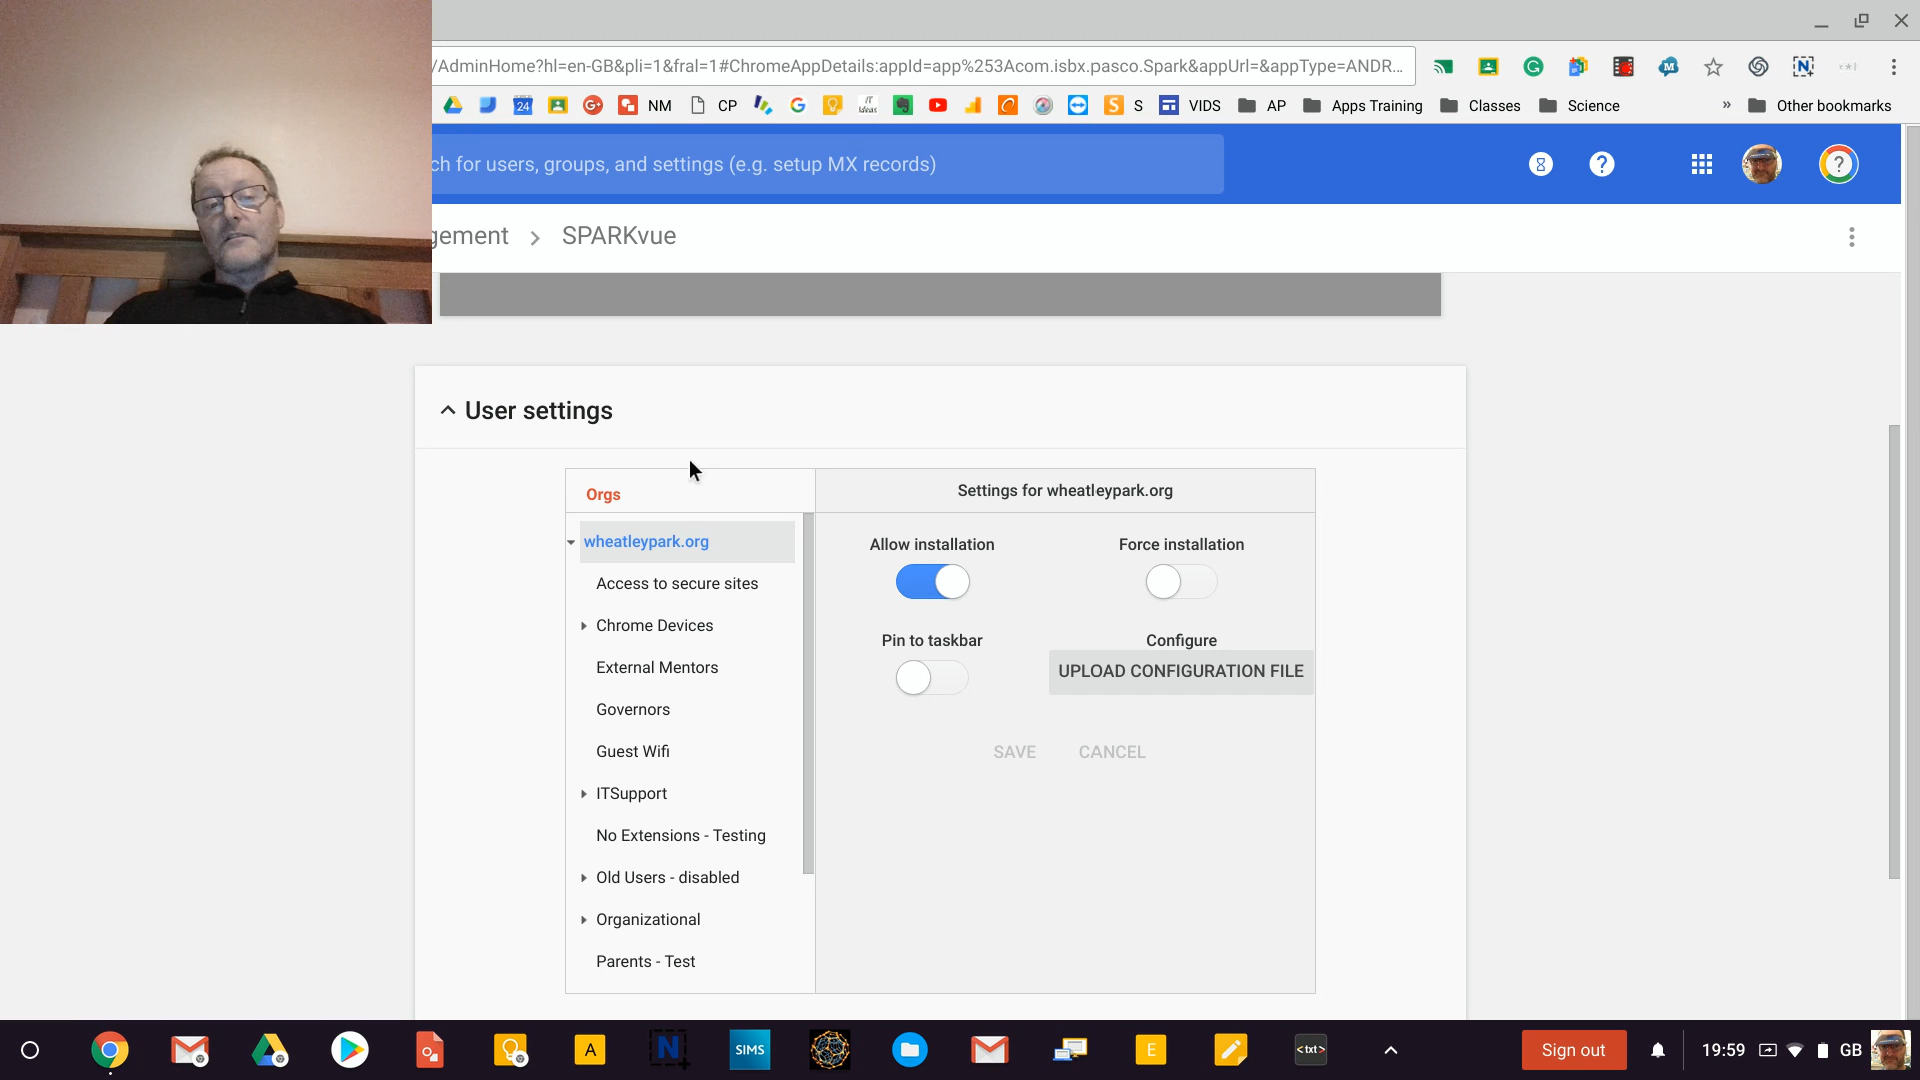 /AdminHome?hl=en-GB&pli=1&fral=1#ChromeAppDetails:appId=app%253Acom.isbx.pasco.Spark&appUrl=&appType=ANDR...
24
NM
CP
IT
Ideas
S
S
VIDS
AP
Apps Training
Classes
Science
»
Other bookmarks
ch for users, groups, and settings (e.g. setup MX records)
gement > SPARKvue
User settings
Orgs
Settings for wheatleypark.org
wheatleypark.org
Access to secure sites
Chrome Devices
External Mentors
Governors
Guest Wifi
ITSupport
No Extensions - Testing
Old Users - disabled
Organizational
Parents - Test
Allow installation
Force installation
Pin to taskbar
Configure
UPLOAD CONFIGURATION FILE
SAVE
CANCEL
A
N
SIMS
E
<txt>
Sign out
19:59
GB